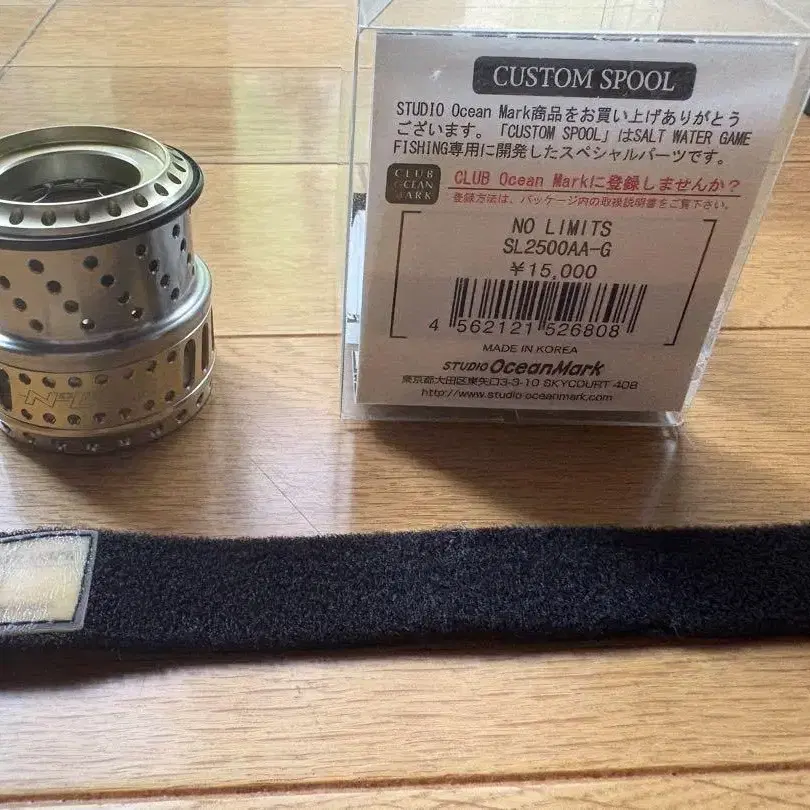 CUSTOM SPOOL
STUDIO Ocean Mark商品をお買い上げありがとう
ございます。「CUSTOM SPOOL」はSALT WATER GAME
FISHING専用に開発したスペシャルパーツです。
CLUB
OCEAN
MARK
CLUB Ocean Markに登録しませんか?
登録方法は、パッケージ内の取扱説明書をご覧下さい。
NO LIMITS
SL2500AA-G
¥15,000
4 562121 526808
MADE IN KOREA
STUDIO OceanMark
東京都大田区東矢口3-3-10 SKYCOURT 40B
http://www.studio-oceanmark.com